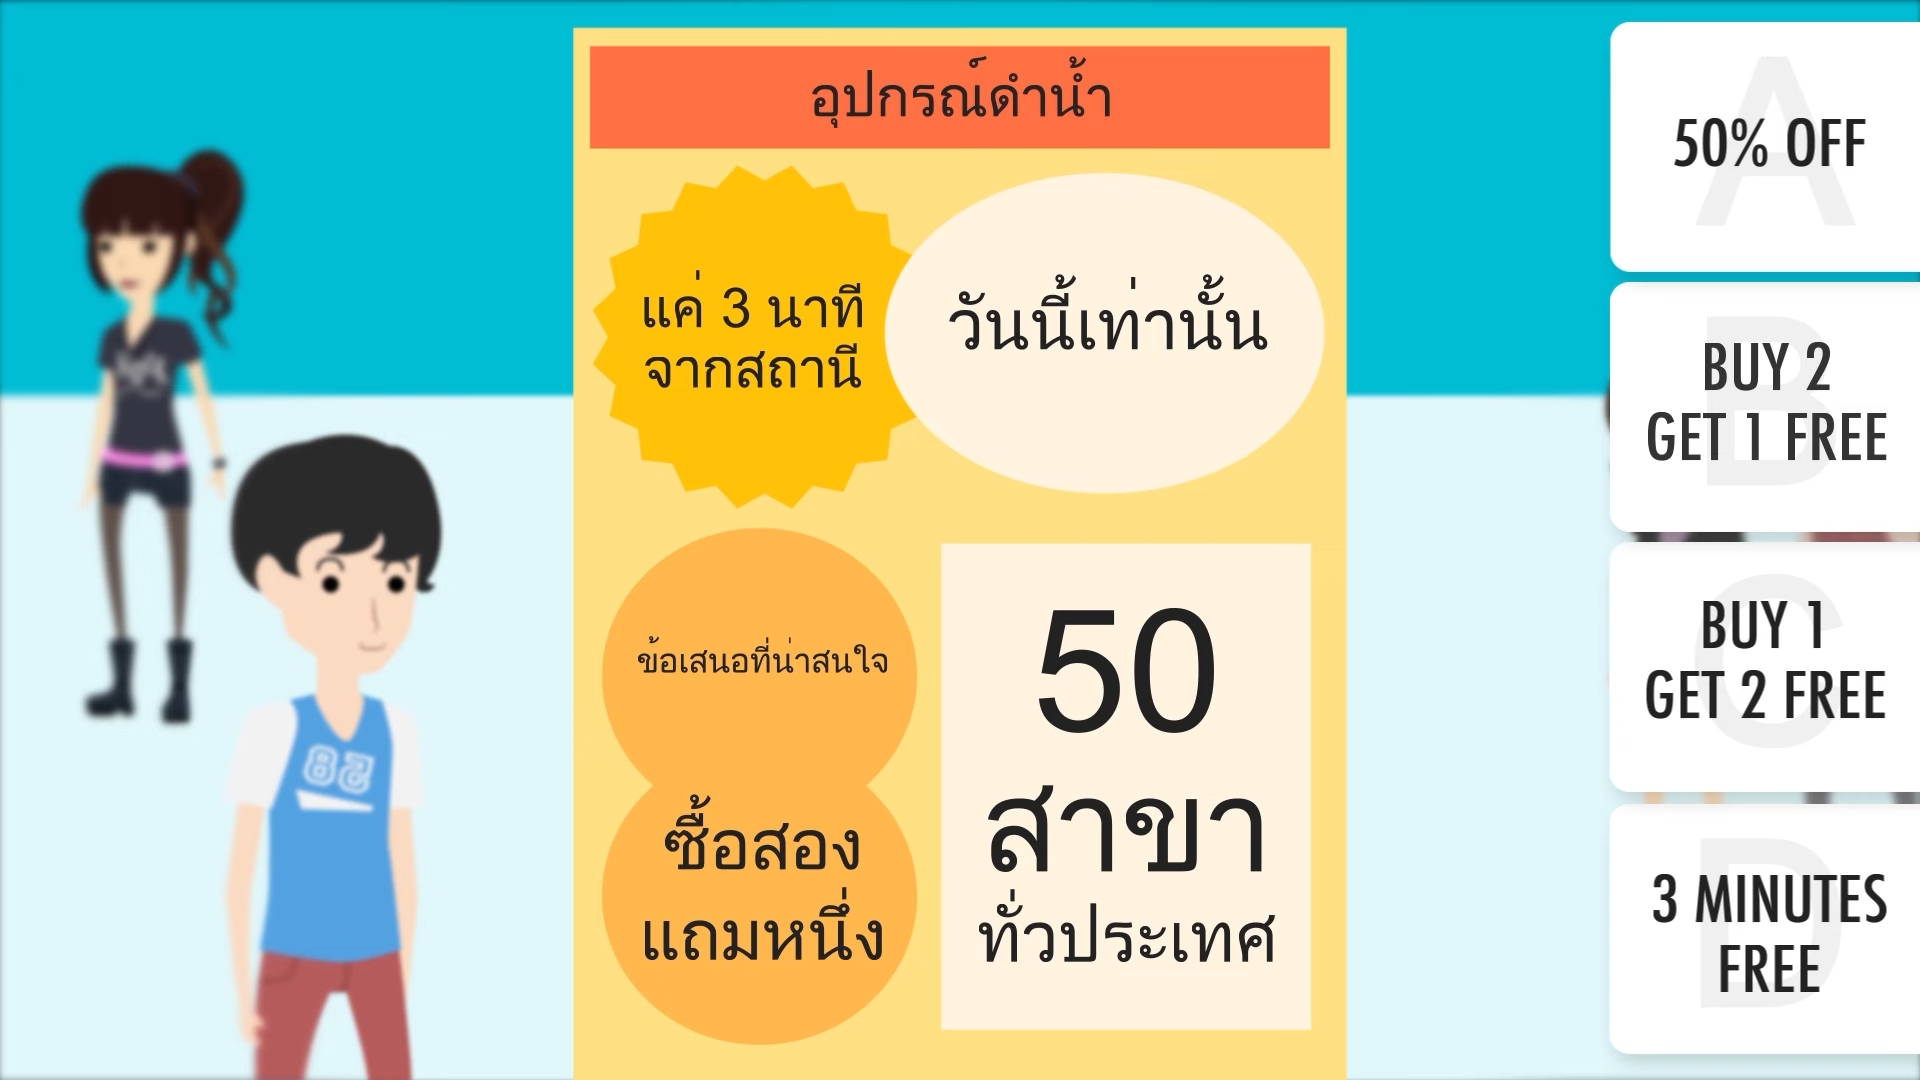 อุปกรณ์ดำน้ำ
แค่ 3 นาที
จากสถานี
วันนี้เท่านั้น
ข้อเสนอที่น่าสนใจ
ซื้อสอง
แถมหนึ่ง
50
สาขา
ทั่วประเทศ
82
A
50% OFF
B
BUY 2
GET 1 FREE
C
BUY 1
GET 2 FREE
D
3 MINUTES
FREE